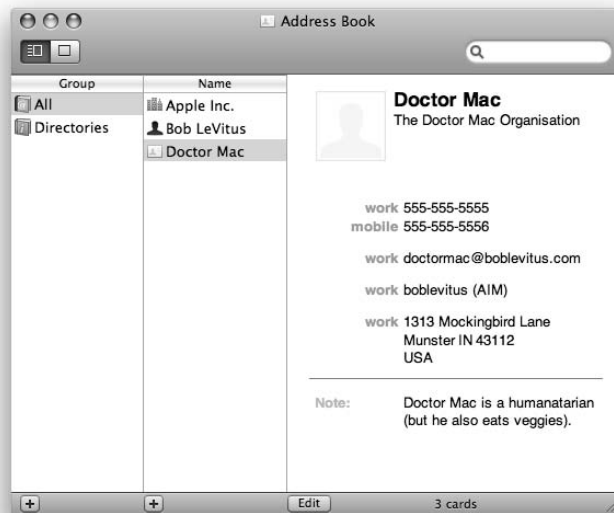 Address Book
Group
Name
All
Directories
Apple Inc.
Bob LeVitus
Doctor Mac
Doctor Mac
The Doctor Mac Organisation
work 555-555-5555
mobile 555-555-5556
work doctormac@boblevitus.com
work boblevitus (AIM)
work 1313 Mockingbird Lane
Munster IN 43112
USA
Note: Doctor Mac is a humanatarian
(but he also eats veggies).
Edit
3 cards